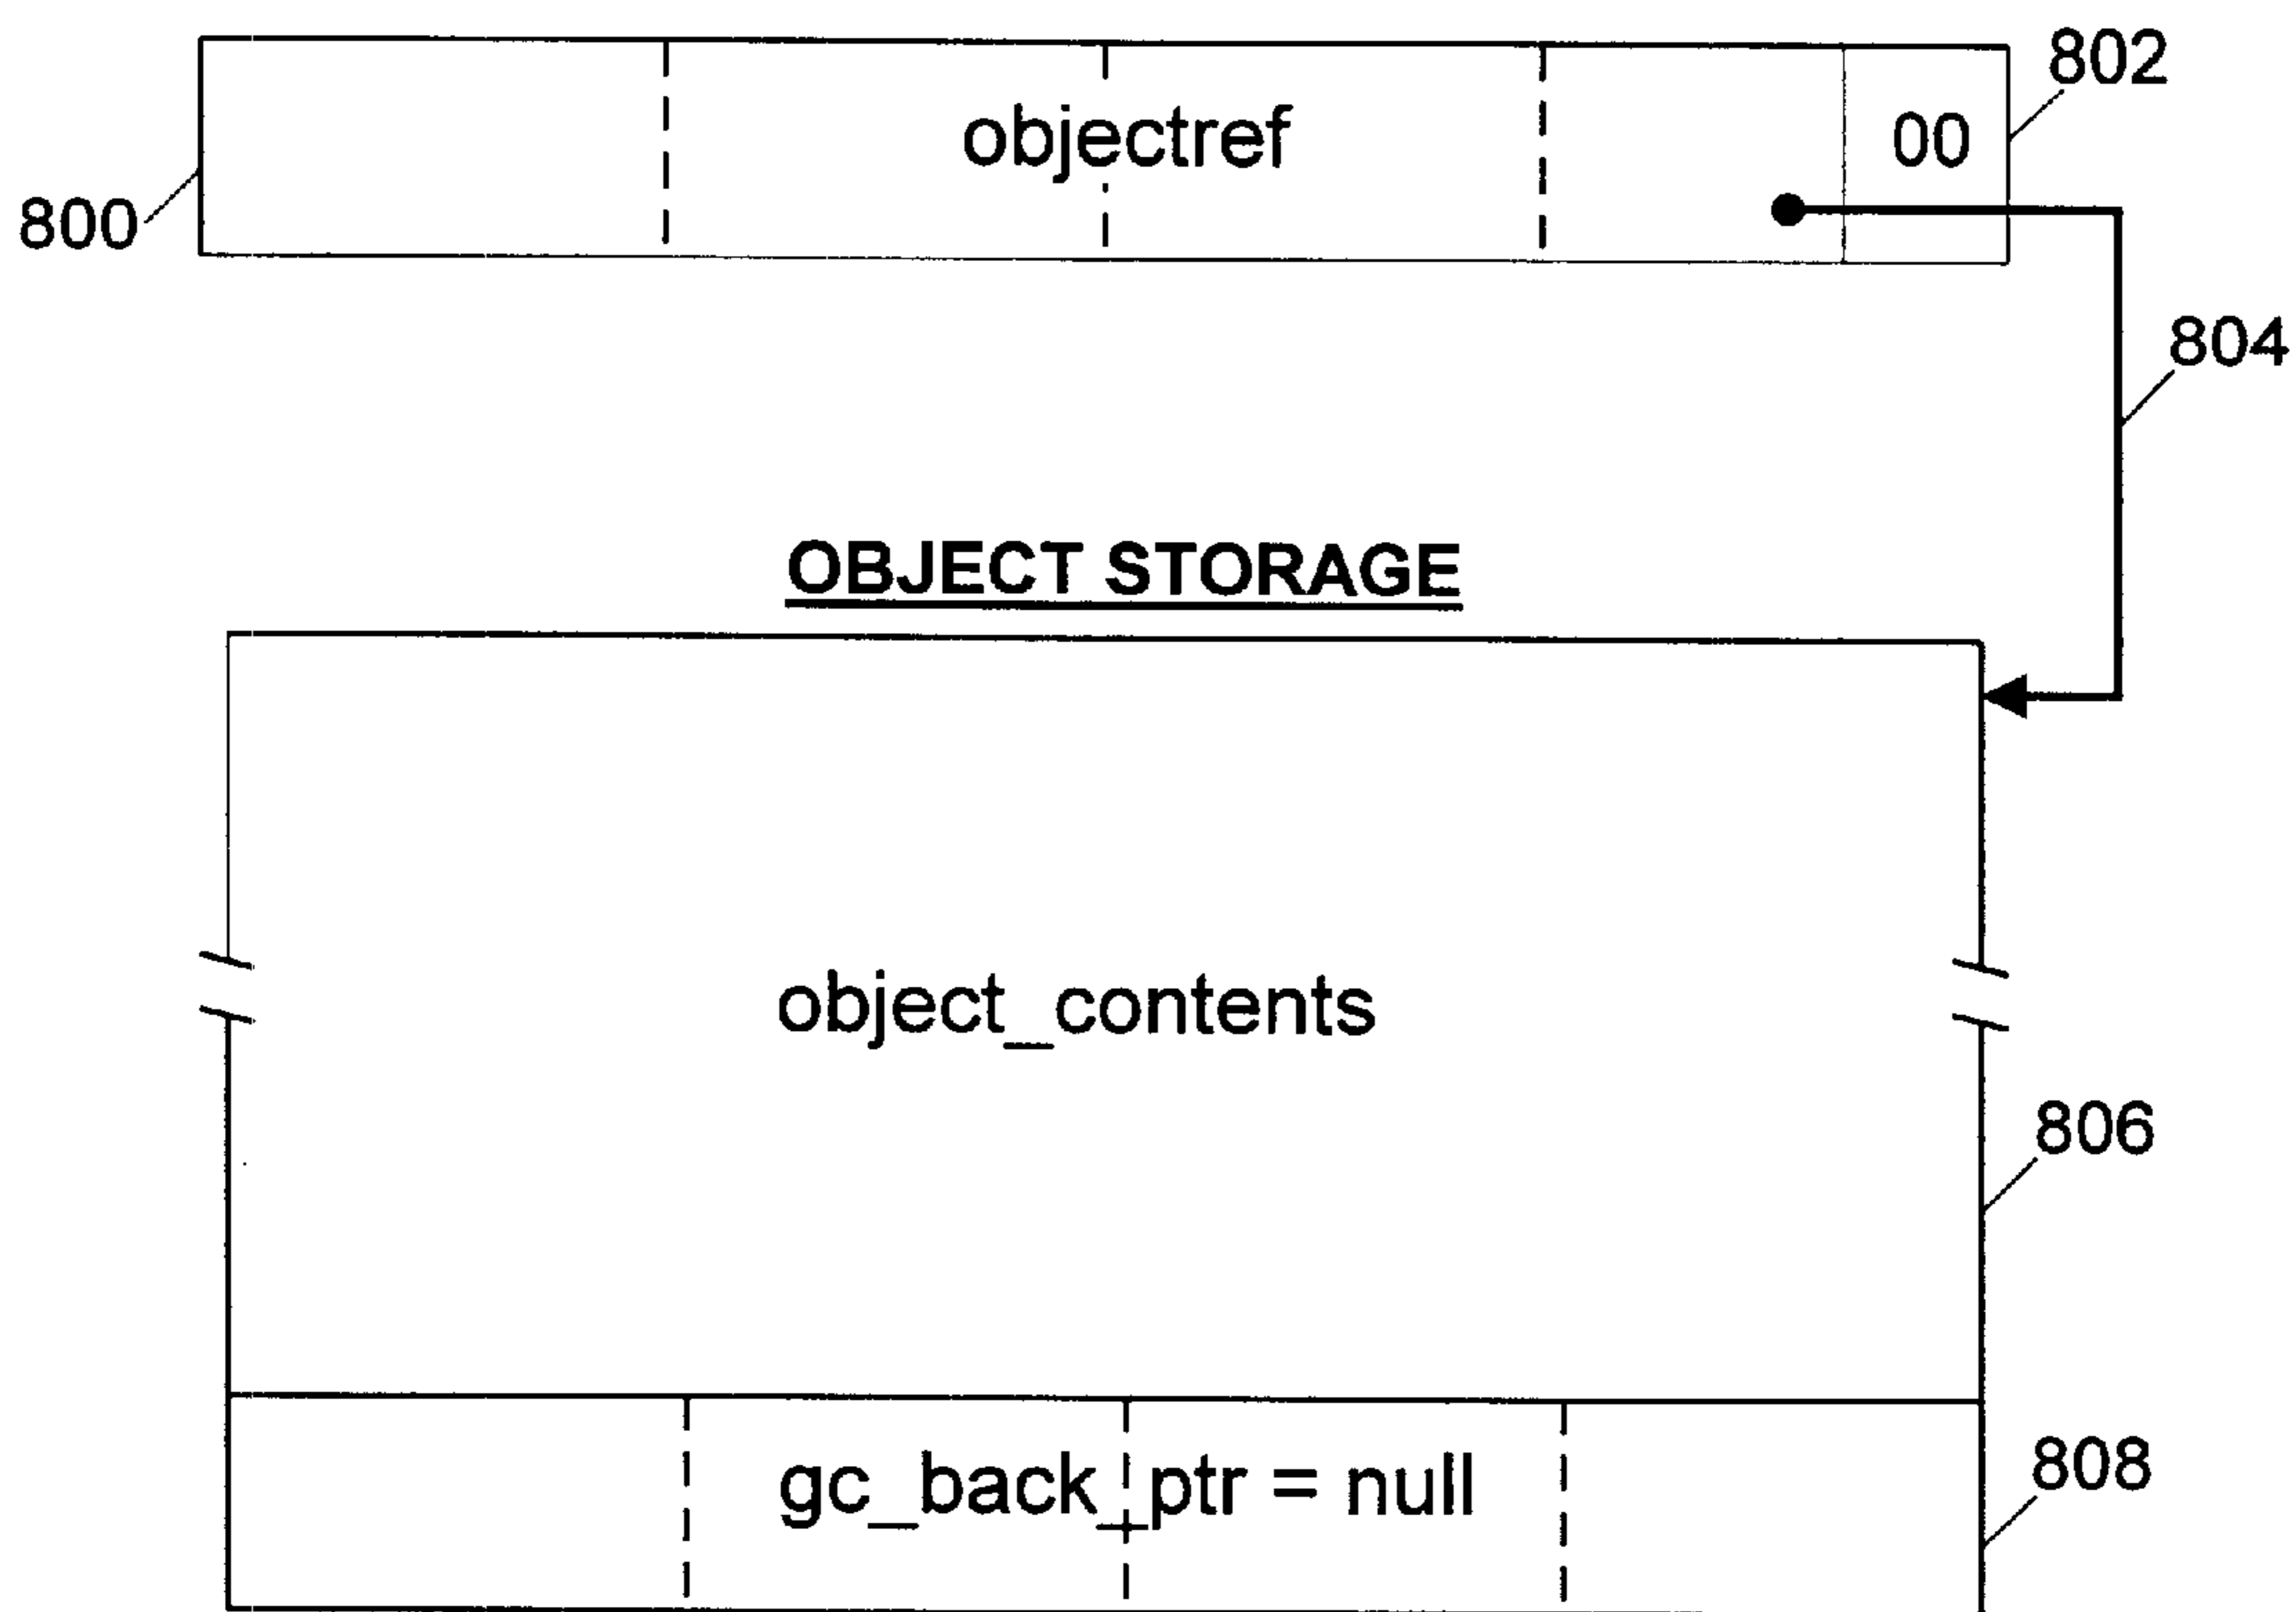 802
objectref
00
800
804
OBJECT STORAGE
object_contents
806
808
gc_back_ptr = null